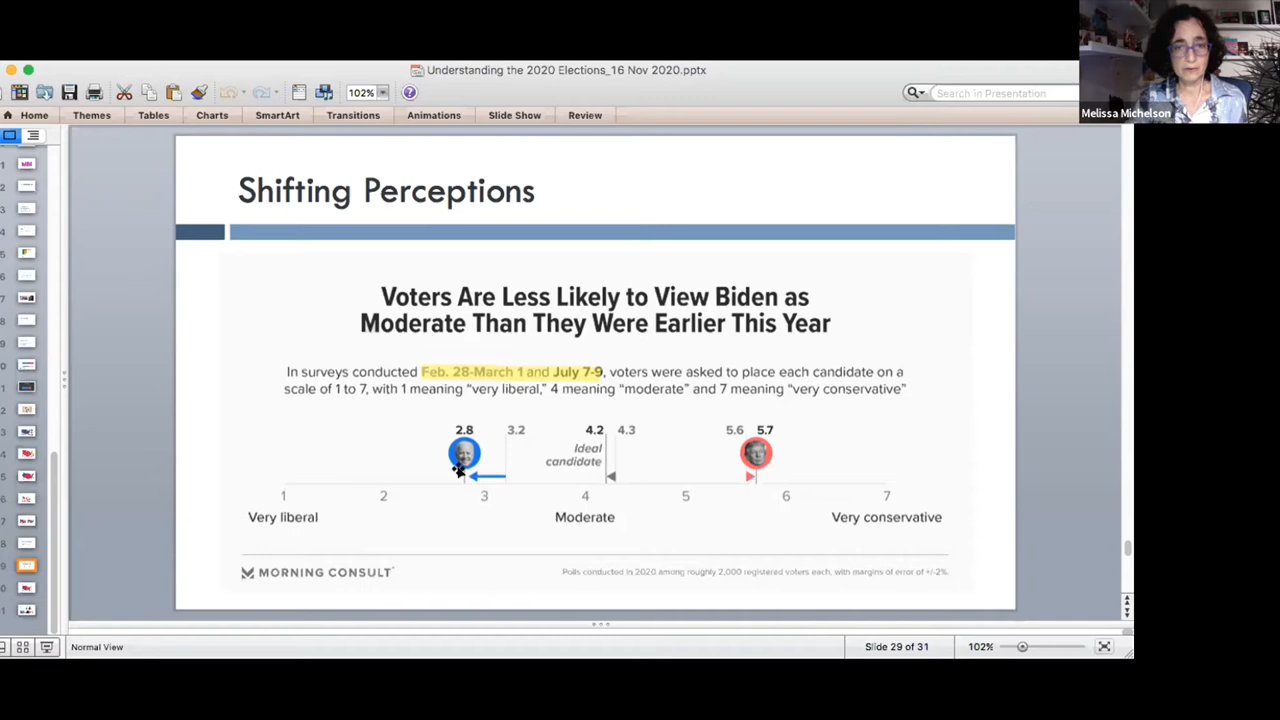 Understanding the 2020 Elections_16 Nov 2020.pptx
102%
Search in Presentation
Melissa Michelson
Home Themes Tables Charts SmartArt Transitions Animations Slide Show Review
Shifting Perceptions
Voters Are Less Likely to View Biden as
Moderate Than They Were Earlier This Year
In surveys conducted Feb. 28-March 1 and July 7-9, voters were asked to place each candidate on a
scale of 1 to 7, with 1 meaning “very liberal,” 4 meaning “moderate” and 7 meaning “very conservative”
2.8 3.2 4.2 4.3 5.6 5.7
Ideal
candidate
1 2 3 4 5 6 7
Very liberal Moderate Very conservative
MORNING CONSULT
Polls conducted in 2020 among roughly 2,000 registered voters each, with margins of error of +/-2%.
Normal View
Slide 29 of 31
102%